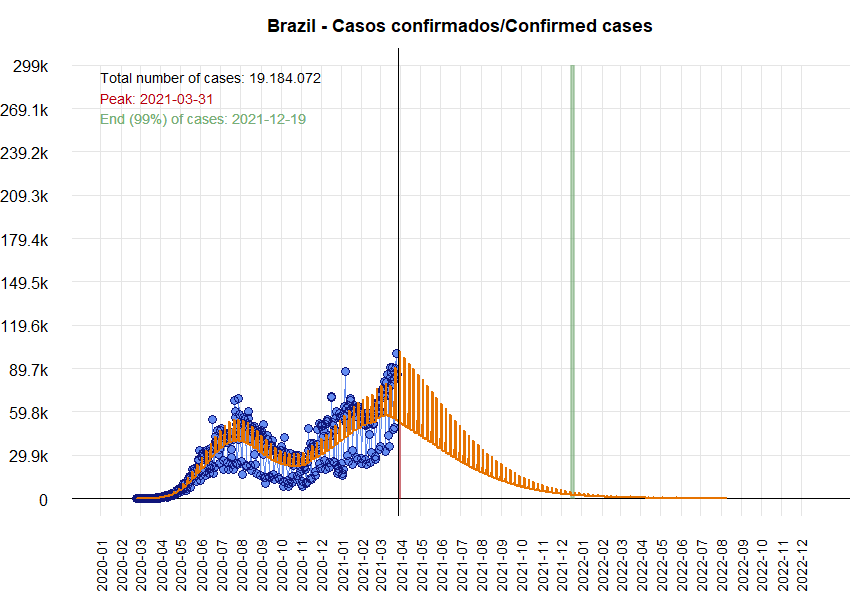 Brazil - Casos confirmados/Confirmed cases
299k
Total number of cases: 19.184.072
Peak: 2021-03-31
269.1k
End (99%) of cases: 2021-12-19
239.2k
209.3k
179.4k
149.5k
119.6k
89.7k
59.8k
29.9k
0
2020-01
2020-02
2020-03
2020-04
2020-05
2020-06
2020-07
2020-08
2020-09
2020-10
2020-11
2020-12
2021-01
2021-02
2021-03
2021-04
2021-05
2021-06
2021-07
2021-08
2021-09
2021-10
2021-11
2021-12
2022-01
2022-02
2022-03
2022-04
2022-05
2022-06
2022-07
2022-08
2022-09
2022-10
2022-11
2022-12